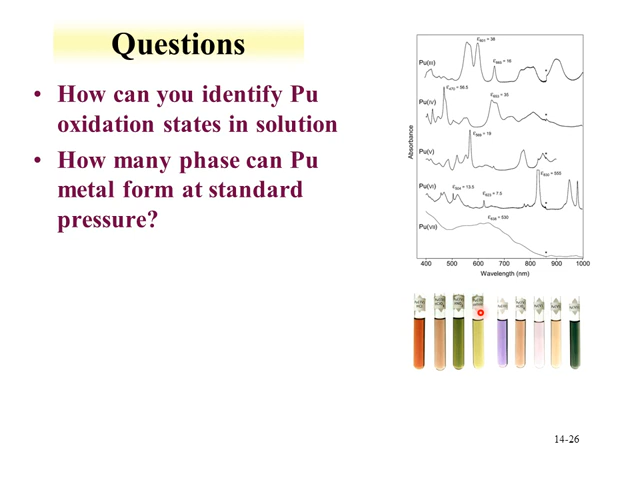 Questions
• How can you identify Pu
oxidation states in solution
• How many phase can Pu
metal form at standard
pressure?
Pu(III)
Pu(IV)
Pu(V)
Pu(VI)
Pu(VII)
Absorbance
400 500 600 700 800 900 1000
Wavelength (nm)
14-26